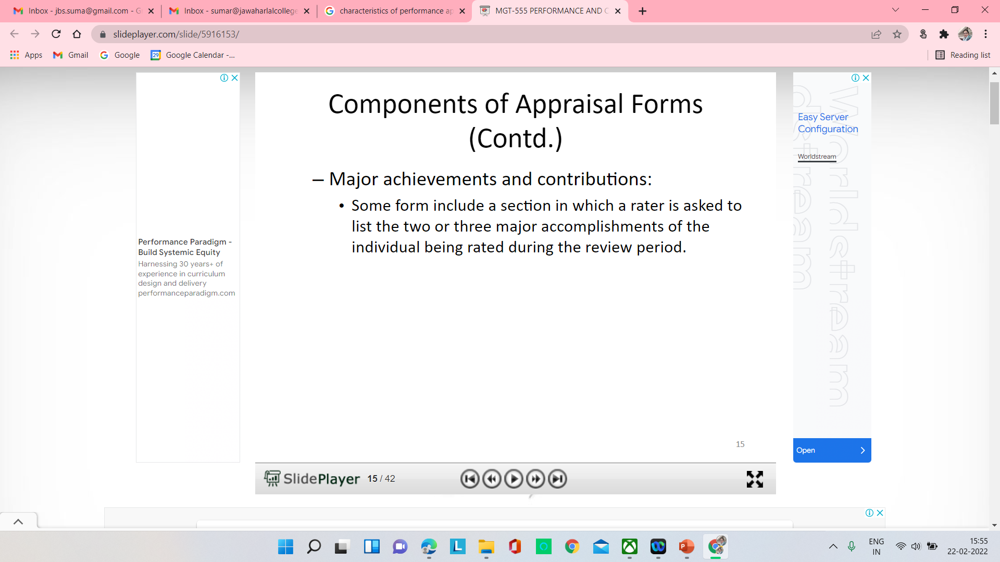 Inbox - jbs.suma@gmail.com - G
Inbox - sumar@jawaharlalcollege
characteristics of performance ap
MGT-555 PERFORMANCE AND C
slideplayer.com/slide/5916153/
Apps
Gmail
Google
29
Google Calendar -...
Reading list
Components of Appraisal Forms
(Contd.)
– Major achievements and contributions:
• Some form include a section in which a rater is asked to
list the two or three major accomplishments of the
individual being rated during the review period.
15
Performance Paradigm -
Build Systemic Equity
Harnessing 30 years+ of
experience in curriculum
design and delivery
performanceparadigm.com
Easy Server
Configuration
Worldstream
Worldstream
dstream
Open
SlidePlayer 15 / 42
ENG
IN
15:55
22-02-2022